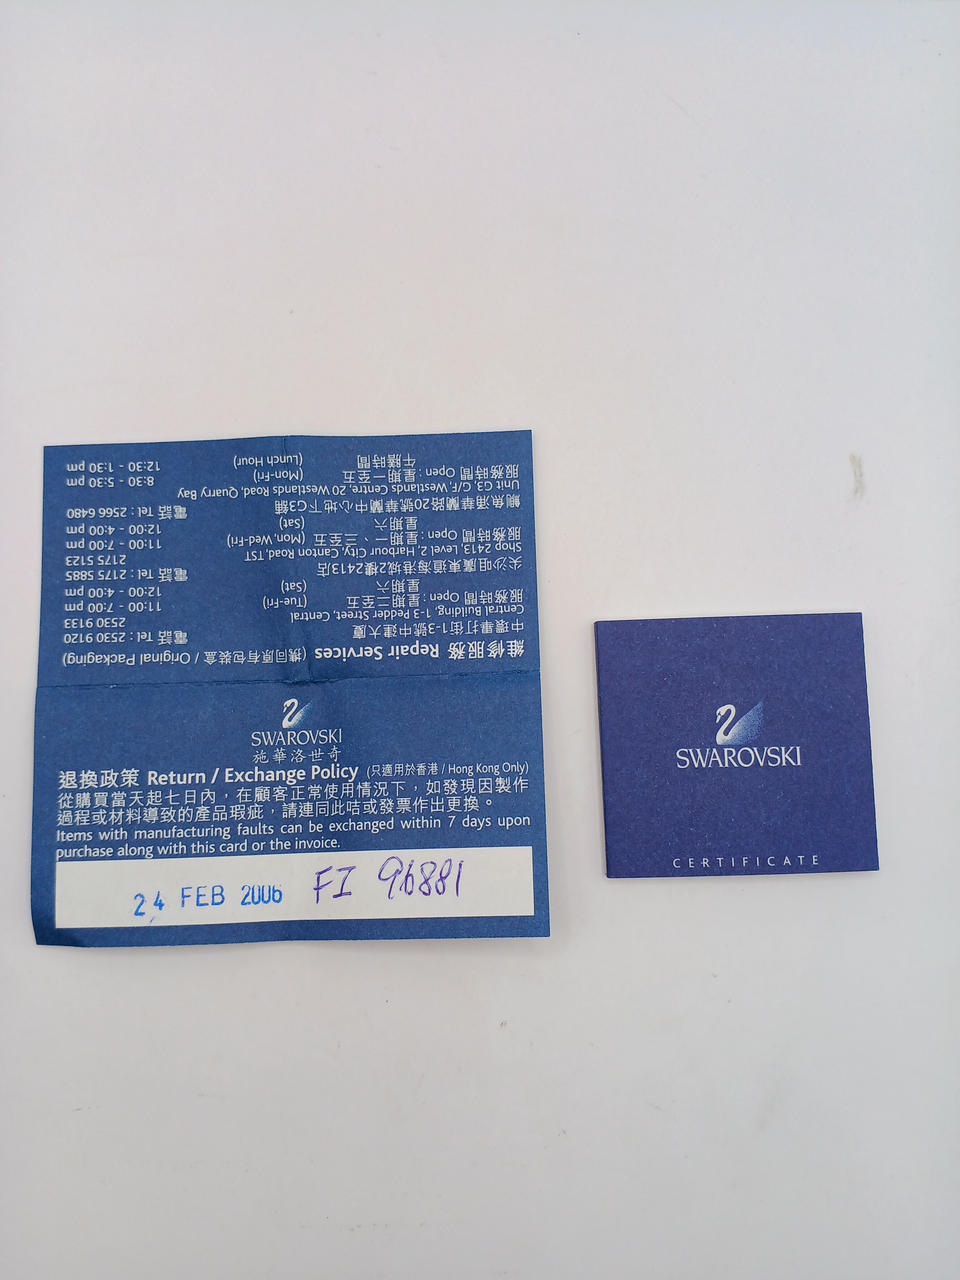 維修服務 Repair Services (携回原有包裝盒 / Original Packaging)
中環畢打街1-3號中建大廈 電話 Tel : 2530 9120
Central Building, 1-3 Pedder Street, Central 2530 9133
服務時間 Open : 星期二至五 (Tue-Fri) 11:00 - 7:00 pm
星期六 (Sat) 12:00 - 4:00 pm
尖沙咀廣東道海港城2樓2413店 電話 Tel : 2175 5885
Shop 2413, Level 2, Harbour City, Canton Road, TST 2175 5123
服務時間 Open : 星期一、三至五 (Mon, Wed-Fri) 11:00 - 7:00 pm
星期六 (Sat) 12:00 - 4:00 pm
鰂魚涌華蘭路20號華蘭中心地下G3鋪 電話 Tel : 2566 6480
Unit G3, G/F, Westlands Centre, 20 Westlands Road, Quarry Bay
服務時間 Open : 星期一至五 (Mon-Fri) 8:30 - 5:30 pm
午膳時間 (Lunch Hour) 12:30 - 1:30 pm
SWAROVSKI
施華洛世奇
退換政策 Return / Exchange Policy (只適用於香港 / Hong Kong Only)
從購買當天起七日內，在顧客正常使用情況下，如發現因製作
過程或材料導致的產品瑕疵，請連同此咭或發票作出更換。
Items with manufacturing faults can be exchanged within 7 days upon
purchase along with this card or the invoice.
24 FEB 2006 FI 96881
SWAROVSKI
CERTIFICATE